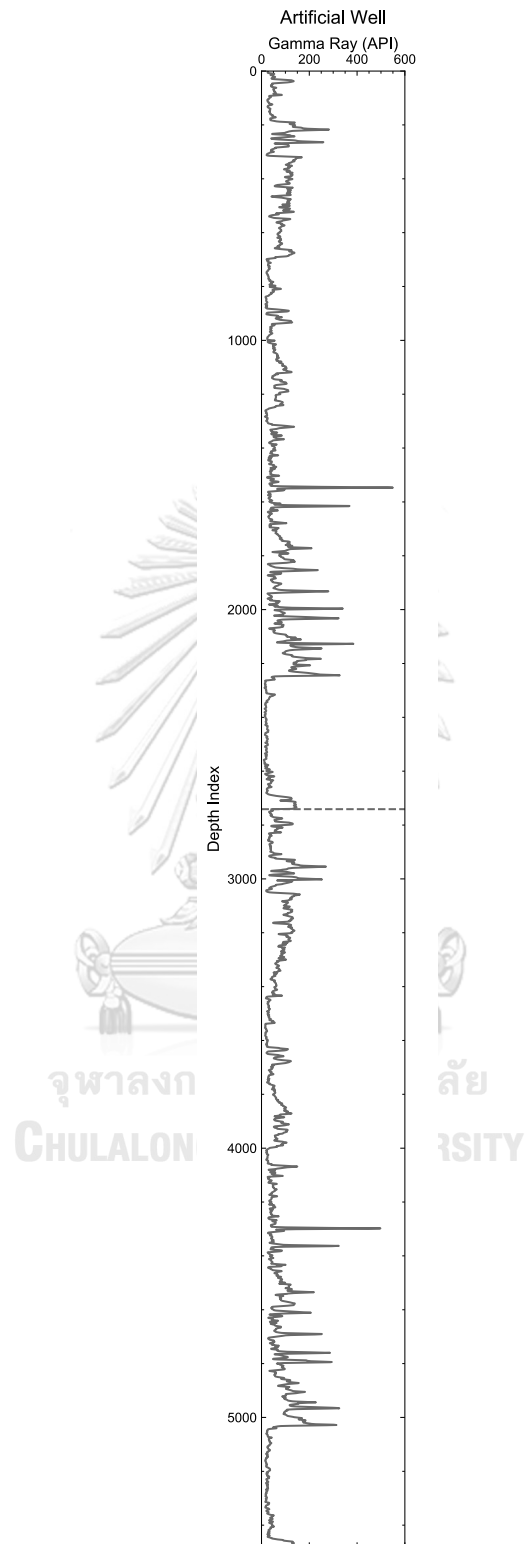 Artificial Well
Gamma Ray (API)
0 200 400 600
0
1000
2000
Depth Index
3000
4000
5000
จุฬาลงก ลัย
CHULALON RSITY